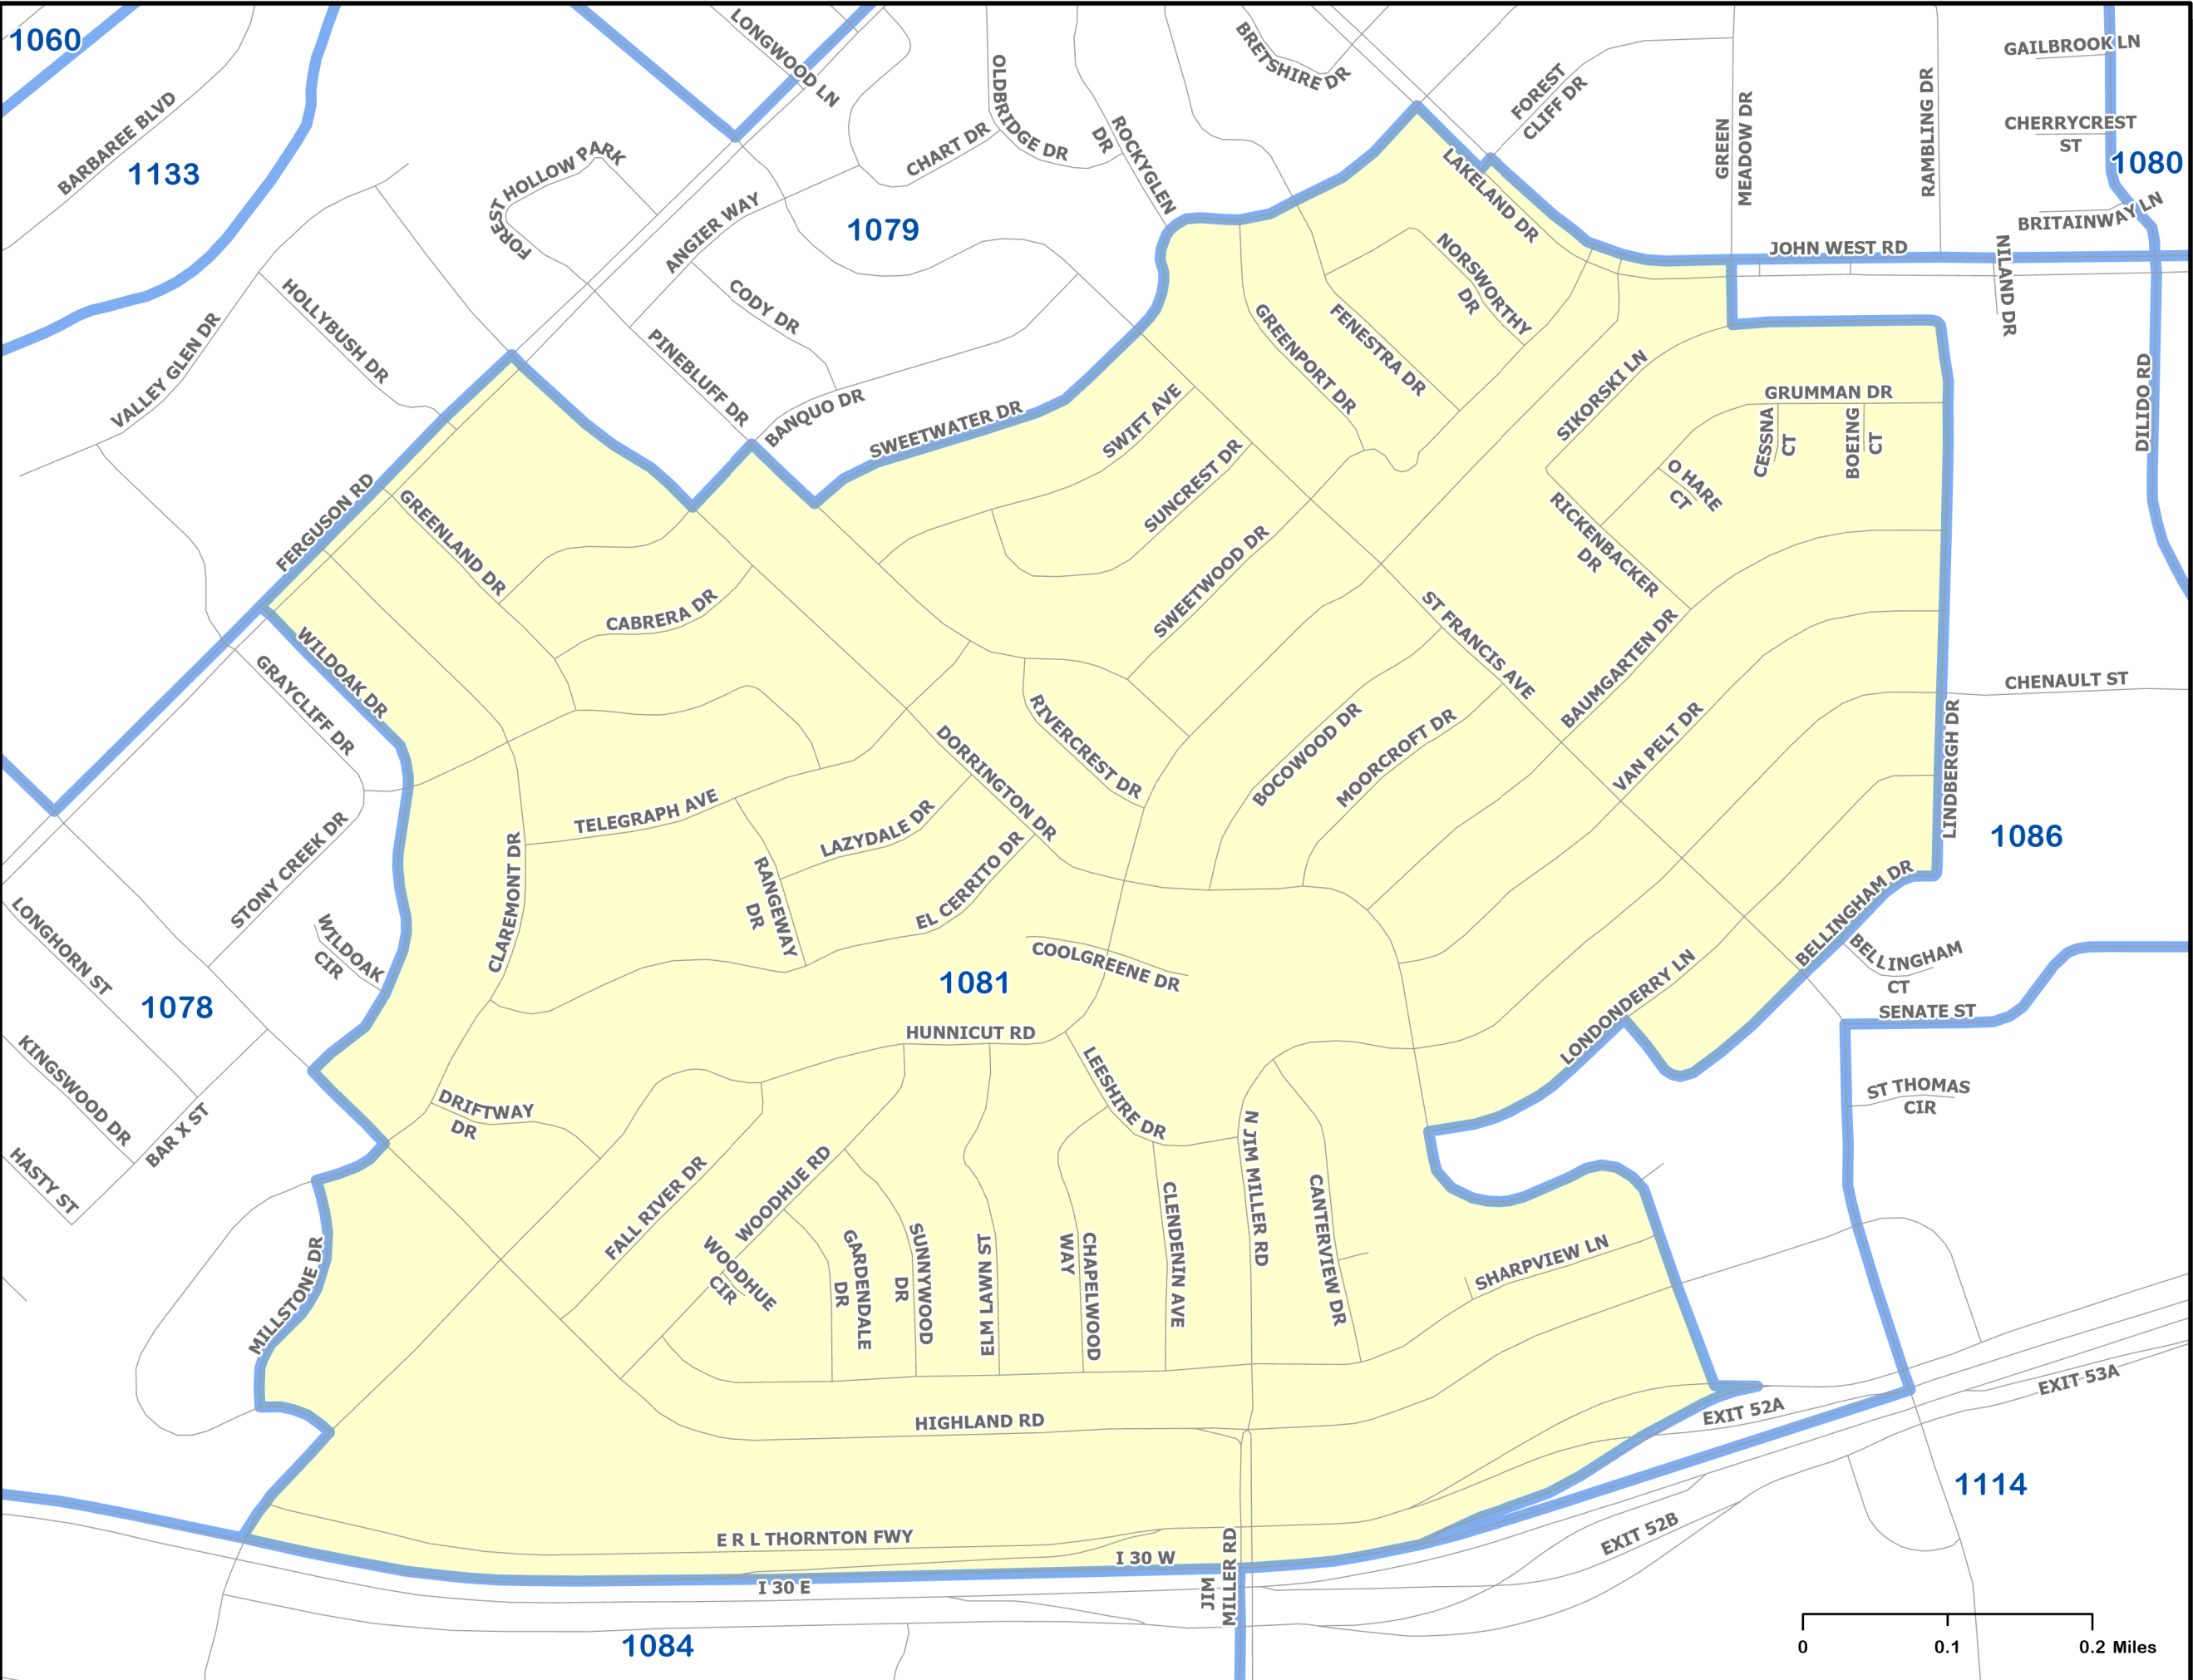 1060
BARBAREE BLVD
1133
LONGWOOD LN
OLDBRIDGE DR
CHART DR
ROCKYGLEN
DR
BRETSHIRE DR
FOREST
CLIFF DR
GREEN
MEADOW DR
RAMBLING DR
GAILBROOK LN
CHERRYCREST
ST
1080
BRITAINWAY LN
FOREST HOLLOW PARK
ANGIER WAY
1079
LAKELAND DR
NORSWORTHY
DR
JOHN WEST RD
NILAND DR
DILIDO RD
VALLEY GLEN DR
HOLLYBUSH DR
CODY DR
PINEBLUFF DR
BANQUO DR
SWEETWATER DR
GREENPORT DR
FENESTRA DR
SWIFT AVE
SUNCREST DR
SWEETWOOD DR
SIKORSKI LN
GRUMMAN DR
CESSNA
CT
BOEING
CT
O HARE
CT
RICKENBACKER
DR
FERGUSON RD
GREENLAND DR
CABRERA DR
WILDOAK DR
GRAYCLIFF DR
ST FRANCIS AVE
BAUMGARTEN DR
VAN PELT DR
CHENAULT ST
LINDBERGH DR
RIVERCREST DR
DORRINGTON DR
BOCOWOOD DR
MOORCROFT DR
TELEGRAPH AVE
LAZYDALE DR
EL CERRITO DR
RANGEWAY
DR
CLAREMONT DR
STONY CREEK DR
WILDOAK
CIR
LONGHORN ST
1078
1081
COOLGREENE DR
1086
BELLINGHAM DR
BELLINGHAM
CT
SENATE ST
LONDONDERRY LN
ST THOMAS
CIR
HUNNICUT RD
LEESHIRE DR
KINGSWOOD DR
BAR X ST
HASTY ST
DRIFTWAY
DR
FALL RIVER DR
WOODHUE RD
WOODHUE
CIR
GARDENDALE
DR
SUNNYWOOD
DR
ELM LAWN ST
CHAPELWOOD
WAY
CLENDENIN AVE
N JIM MILLER RD
CANTERVIEW DR
SHARPVIEW LN
MILLSTONE DR
HIGHLAND RD
EXIT 52A
EXIT 53A
1114
E R L THORNTON FWY
I 30 W
I 30 E
JIM
MILLER RD
EXIT 52B
1084
0 0.1 0.2 Miles